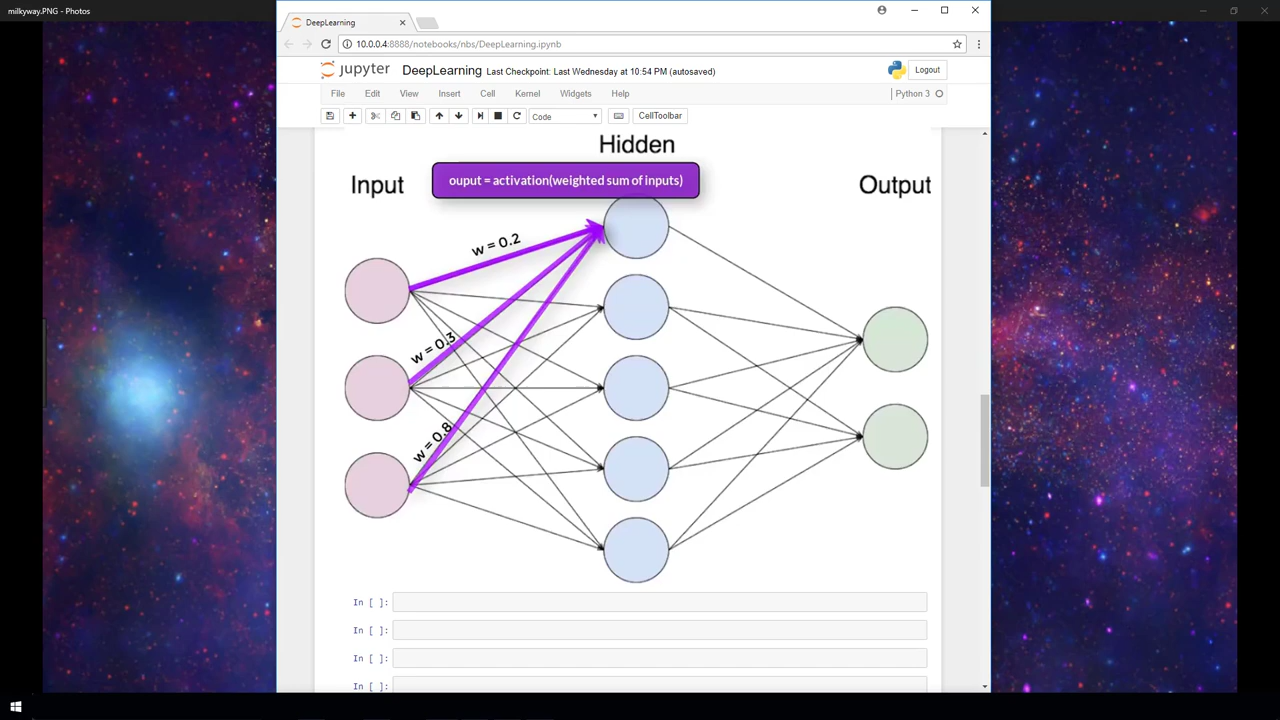 milkyway.PNG - Photos
DeepLearning
10.0.0.4:8888/notebooks/nbs/DeepLearning.ipynb
jupyter DeepLearning Last Checkpoint: Last Wednesday at 10:54 PM (autosaved) Logout
File Edit View Insert Cell Kernel Widgets Help Python 3
Code CellToolbar
Hidden
Input ouput = activation(weighted sum of inputs) Output
w = 0.2
w = 0.3
w = 0.8
In [ ]:
In [ ]:
In [ ]:
In [ ]: